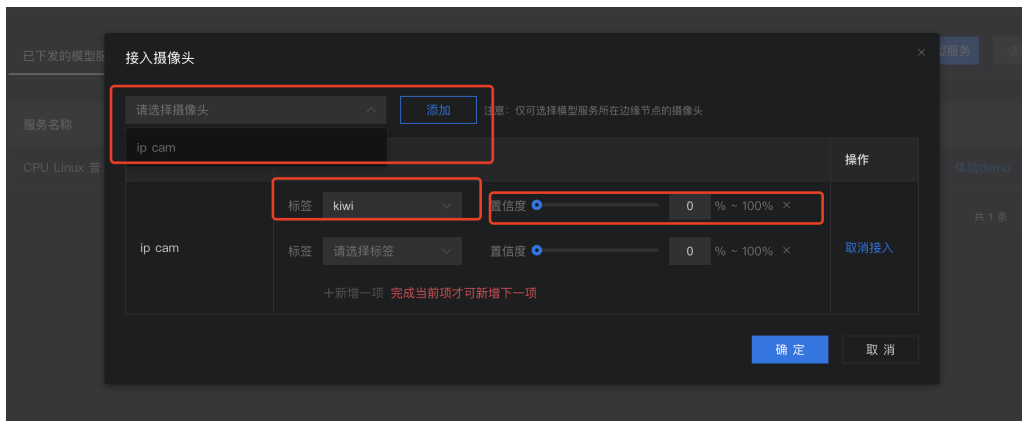 已下发的模型服
接入摄像头
×
型服务
请选择摄像头
添加
注意：仅可选择模型服务所在边缘节点的摄像头
服务名称
ip cam
操作
CPU Linux 普.
体验demo
标签 kiwi 置信度 0 % ~ 100% ×
共 1 条
ip cam
标签 请选择标签 置信度 0 % ~ 100% ×
取消接入
+新增一项 完成当前项才可新增下一项
确定
取消